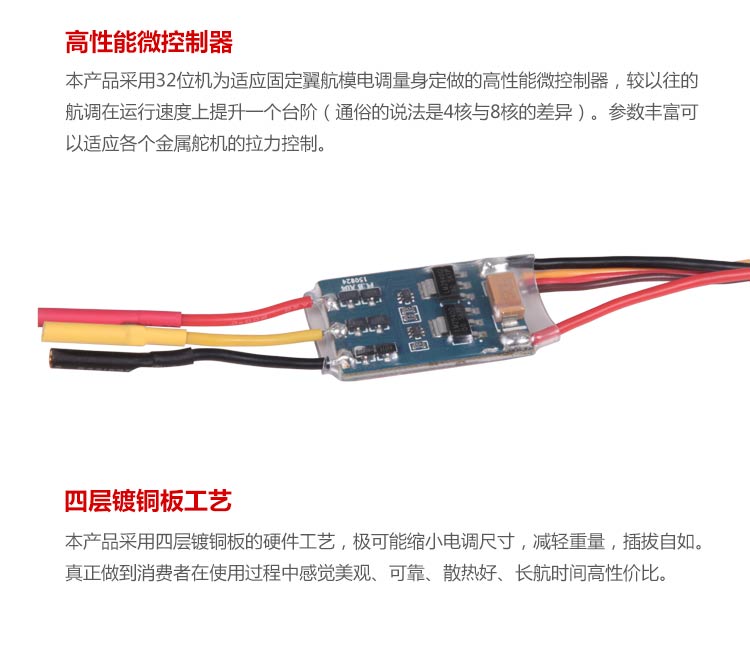 高性能微控制器
本产品采用32位机为适应固定翼航模电调量身定做的高性能微控制器，较以往的
航调在运行速度上提升一个台阶（通俗的说法是4核与8核的差异）。参数丰富可
以适应各个金属舵机的拉力控制。
150824
四层镀铜板工艺
本产品采用四层镀铜板的硬件工艺，极可能缩小电调尺寸，减轻重量，插拔自如。
真正做到消费者在使用过程中感觉美观、可靠、散热好、长航时间高性价比。